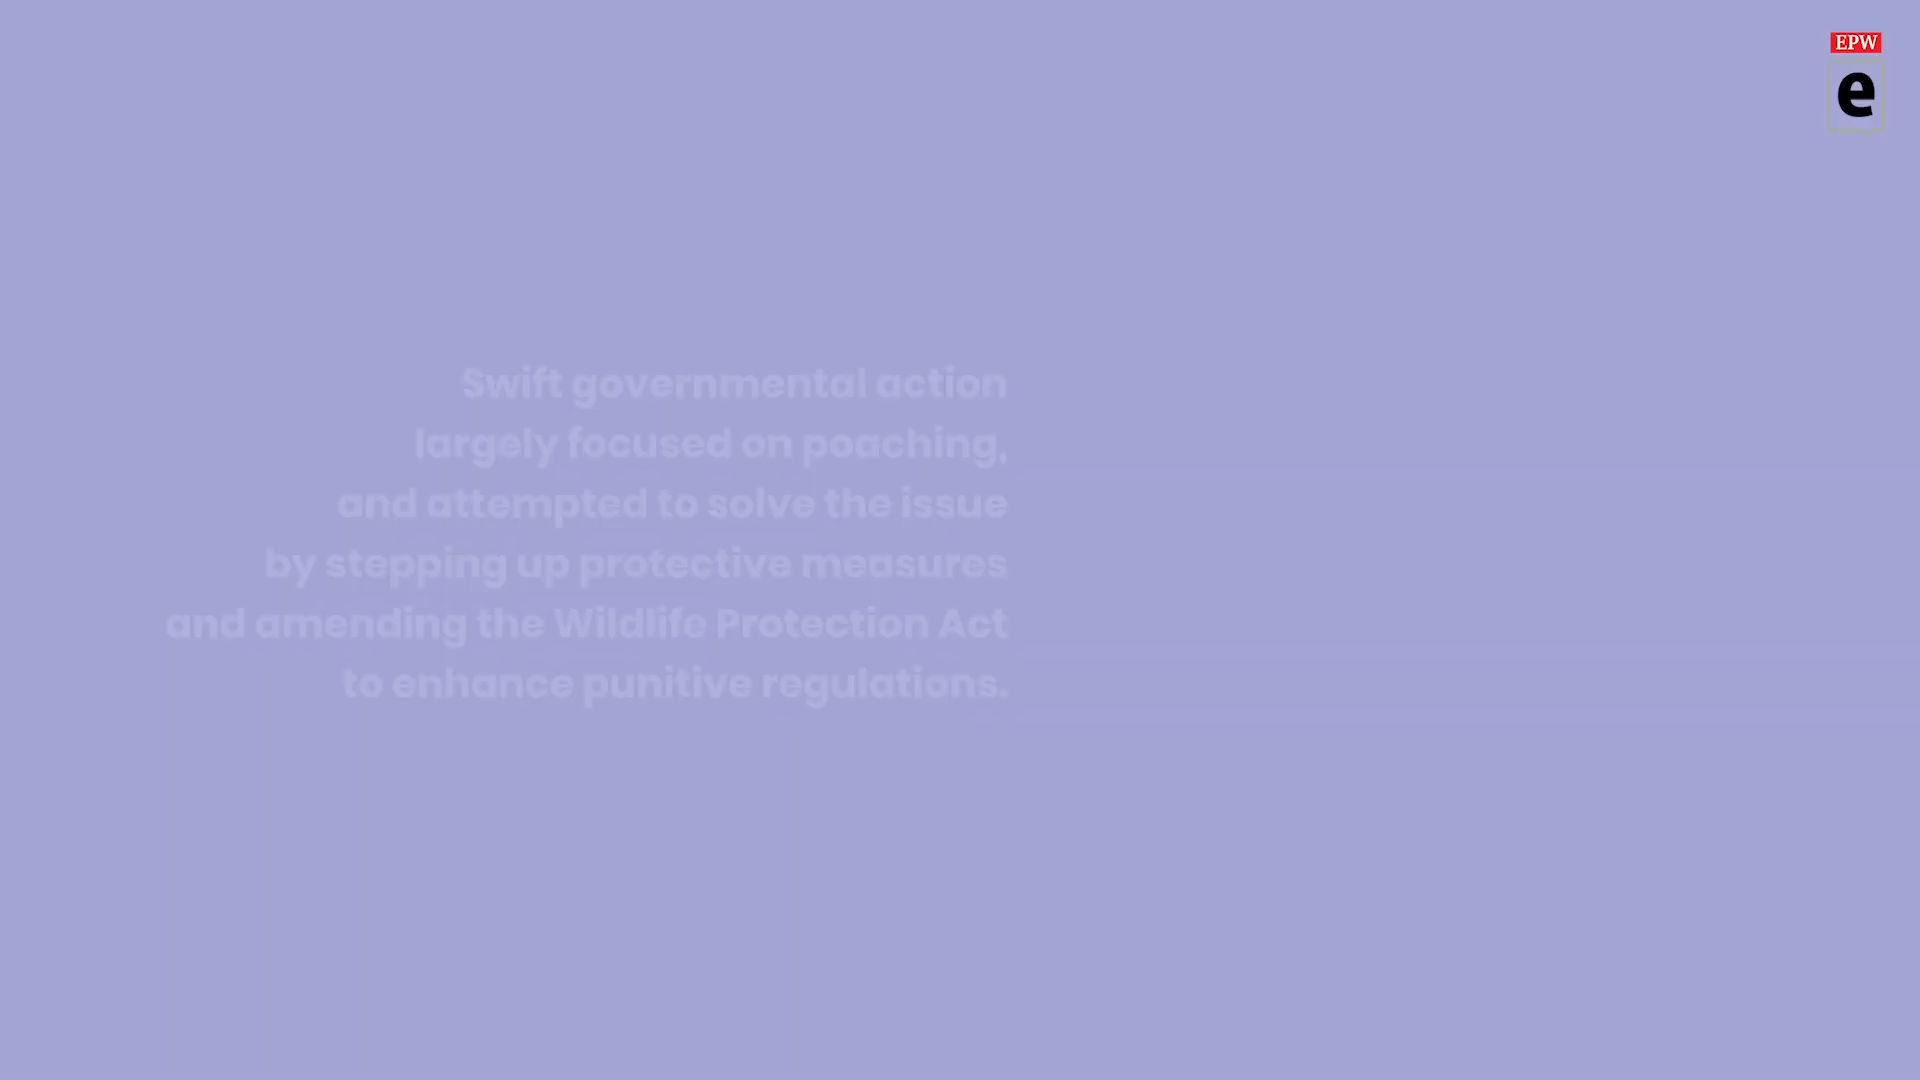 EPW
e
Swift governmental action
largely focused on poaching,
and attempted to solve the issue
by stepping up protective measures
and amending the Wildlife Protection Act
to enhance punitive regulations.